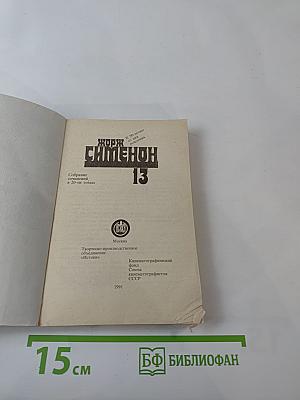 ЖОРЖ
СИМЕНОН
13
Собрание
сочинений
в 20-ти томах
Москва
Творческо-производственное
объединение
Кинематографический
фонд
Союза
кинематографистов
СССР
1991
15 см
БФ БИБЛИОФАН